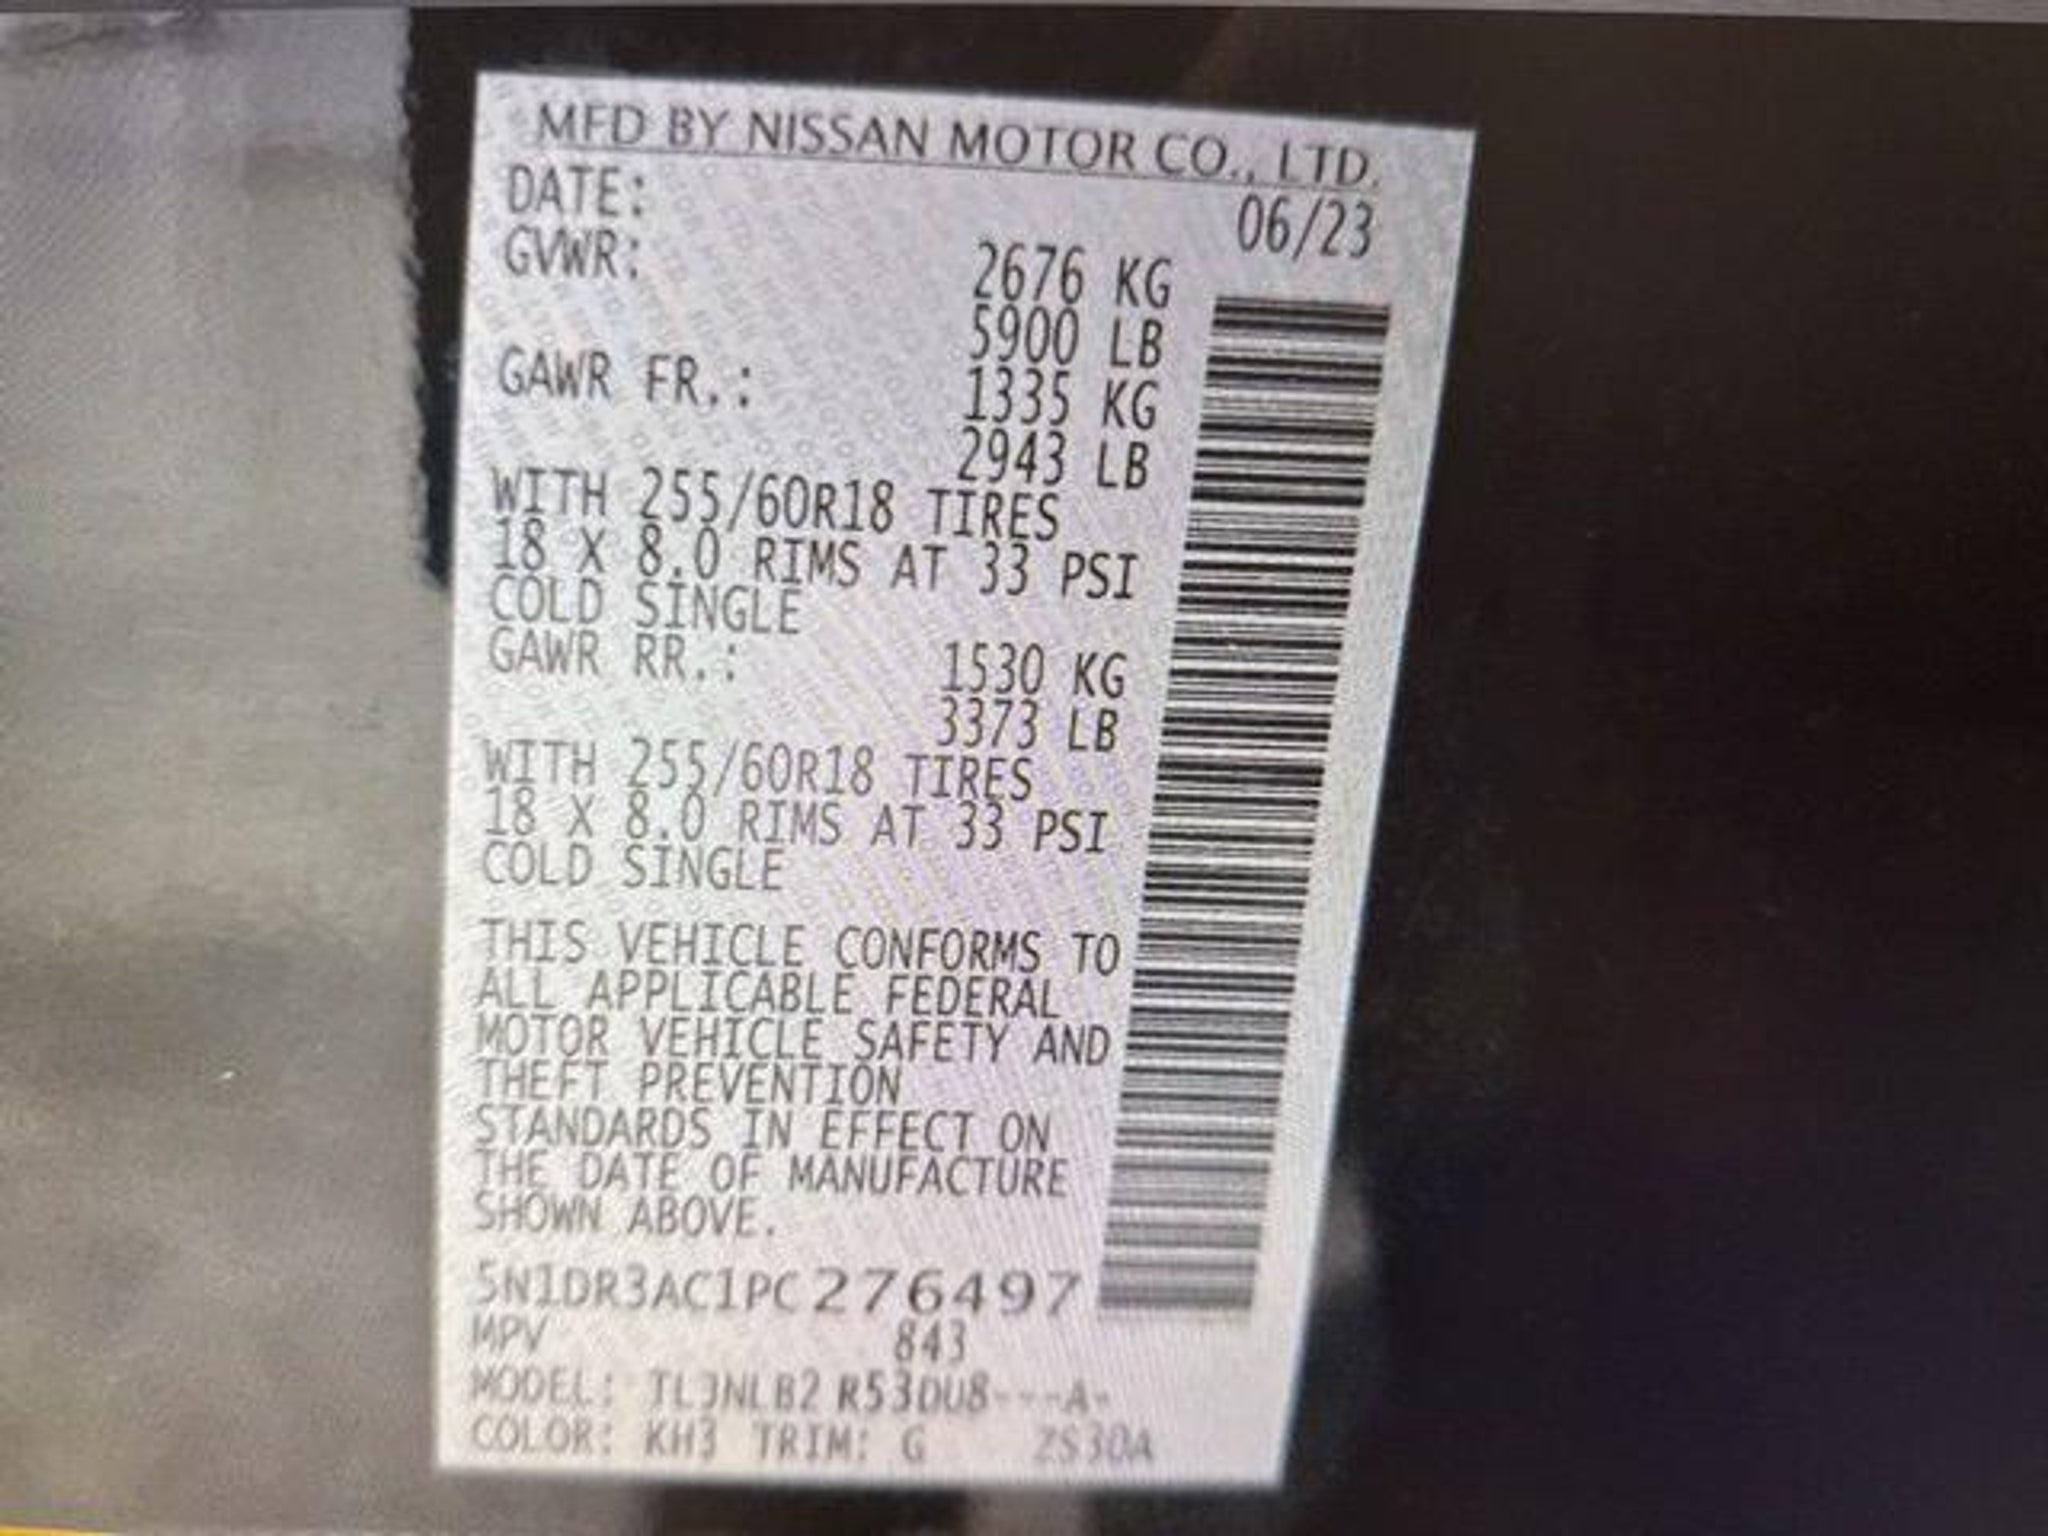 MFD BY NISSAN MOTOR CO., LTD.
DATE: 06/23
GVWR: 2676 KG
5900 LB
GAWR FR.: 1335 KG
2943 LB
WITH 255/60R18 TIRES
18 X 8.0 RIMS AT 33 PSI
COLD SINGLE
GAWR RR.: 1530 KG
3373 LB
WITH 255/60R18 TIRES
18 X 8.0 RIMS AT 33 PSI
COLD SINGLE
THIS VEHICLE CONFORMS TO
ALL APPLICABLE FEDERAL
MOTOR VEHICLE SAFETY AND
THEFT PREVENTION
STANDARDS IN EFFECT ON
THE DATE OF MANUFACTURE
SHOWN ABOVE.
5N1DR3AC1PC276497
MPV 843
MODEL: R53DU8---A-
COLOR: KH3 TRIM: G ZS30A